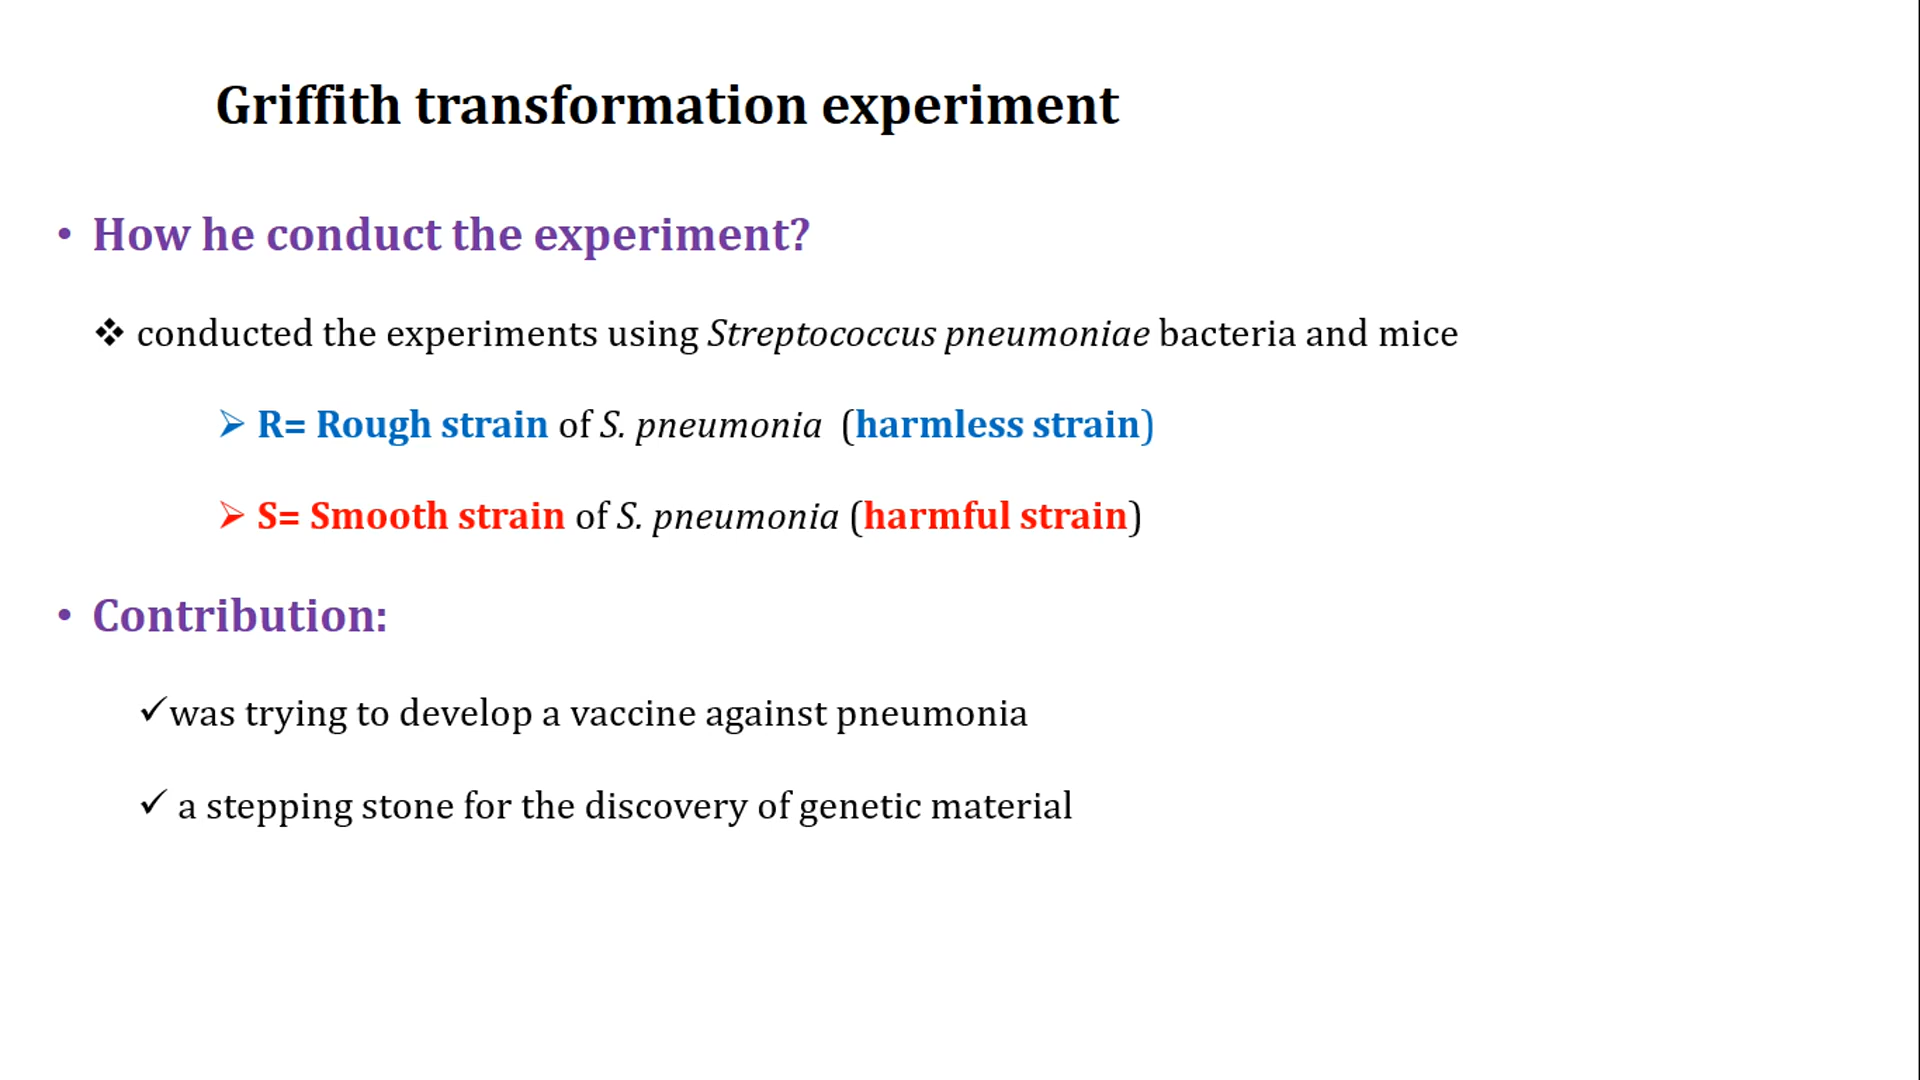 Griffith transformation experiment
• How he conduct the experiment?
❖ conducted the experiments using Streptococcus pneumoniae bacteria and mice
➢ R= Rough strain of S. pneumonia (harmless strain)
➢ S= Smooth strain of S. pneumonia (harmful strain)
• Contribution:
✓was trying to develop a vaccine against pneumonia
✓ a stepping stone for the discovery of genetic material